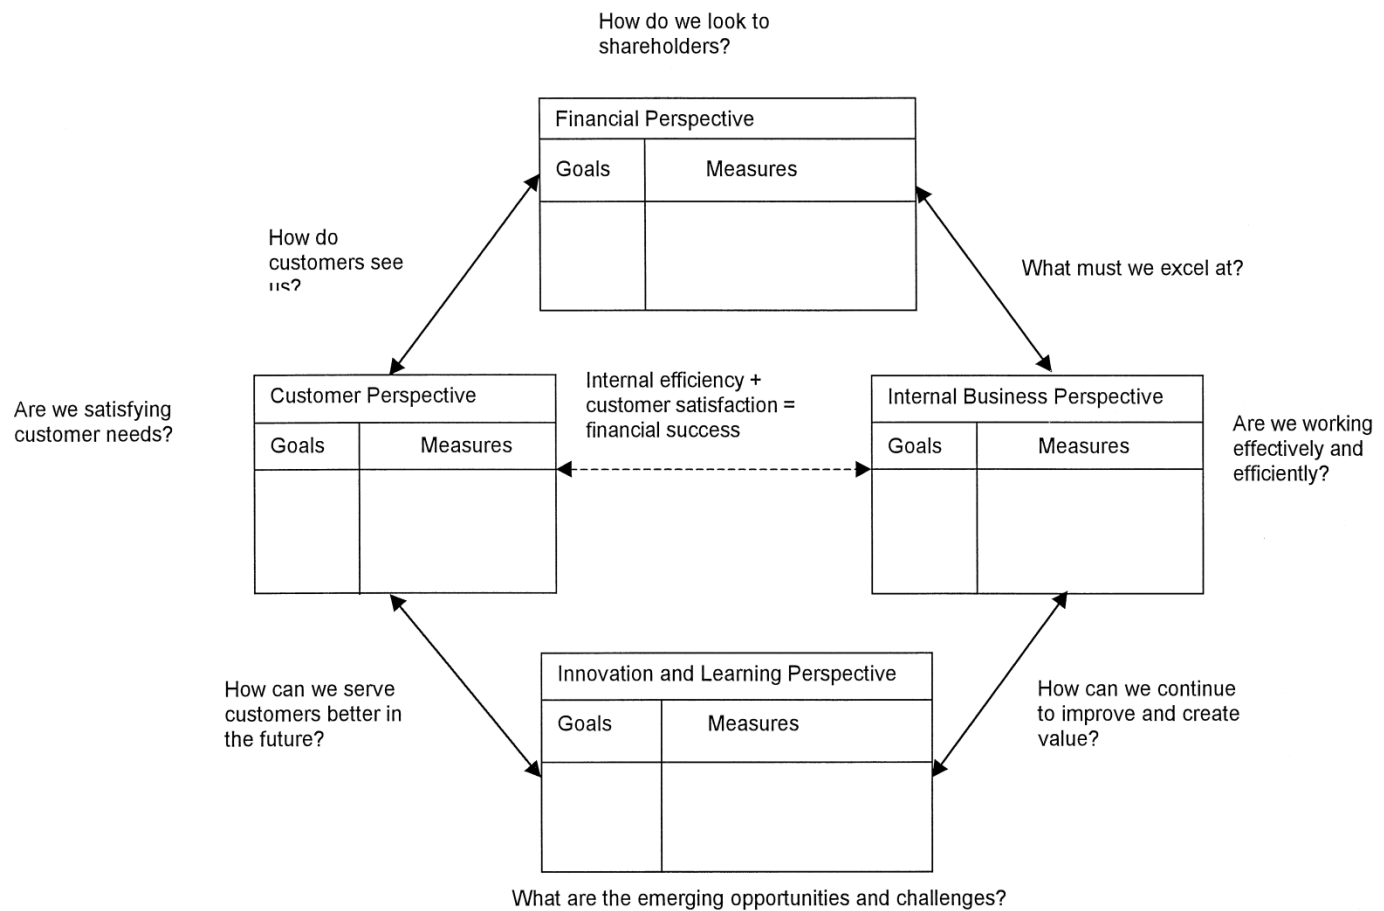 How do we look to
shareholders?
Financial Perspective
Goals Measures
How do
customers see
us?
What must we excel at?
Are we satisfying
customer needs?
Customer Perspective
Goals Measures
Internal efficiency +
customer satisfaction =
financial success
Internal Business Perspective
Goals Measures
Are we working
effectively and
efficiently?
How can we serve
customers better in
the future?
Innovation and Learning Perspective
Goals Measures
How can we continue
to improve and create
value?
What are the emerging opportunities and challenges?